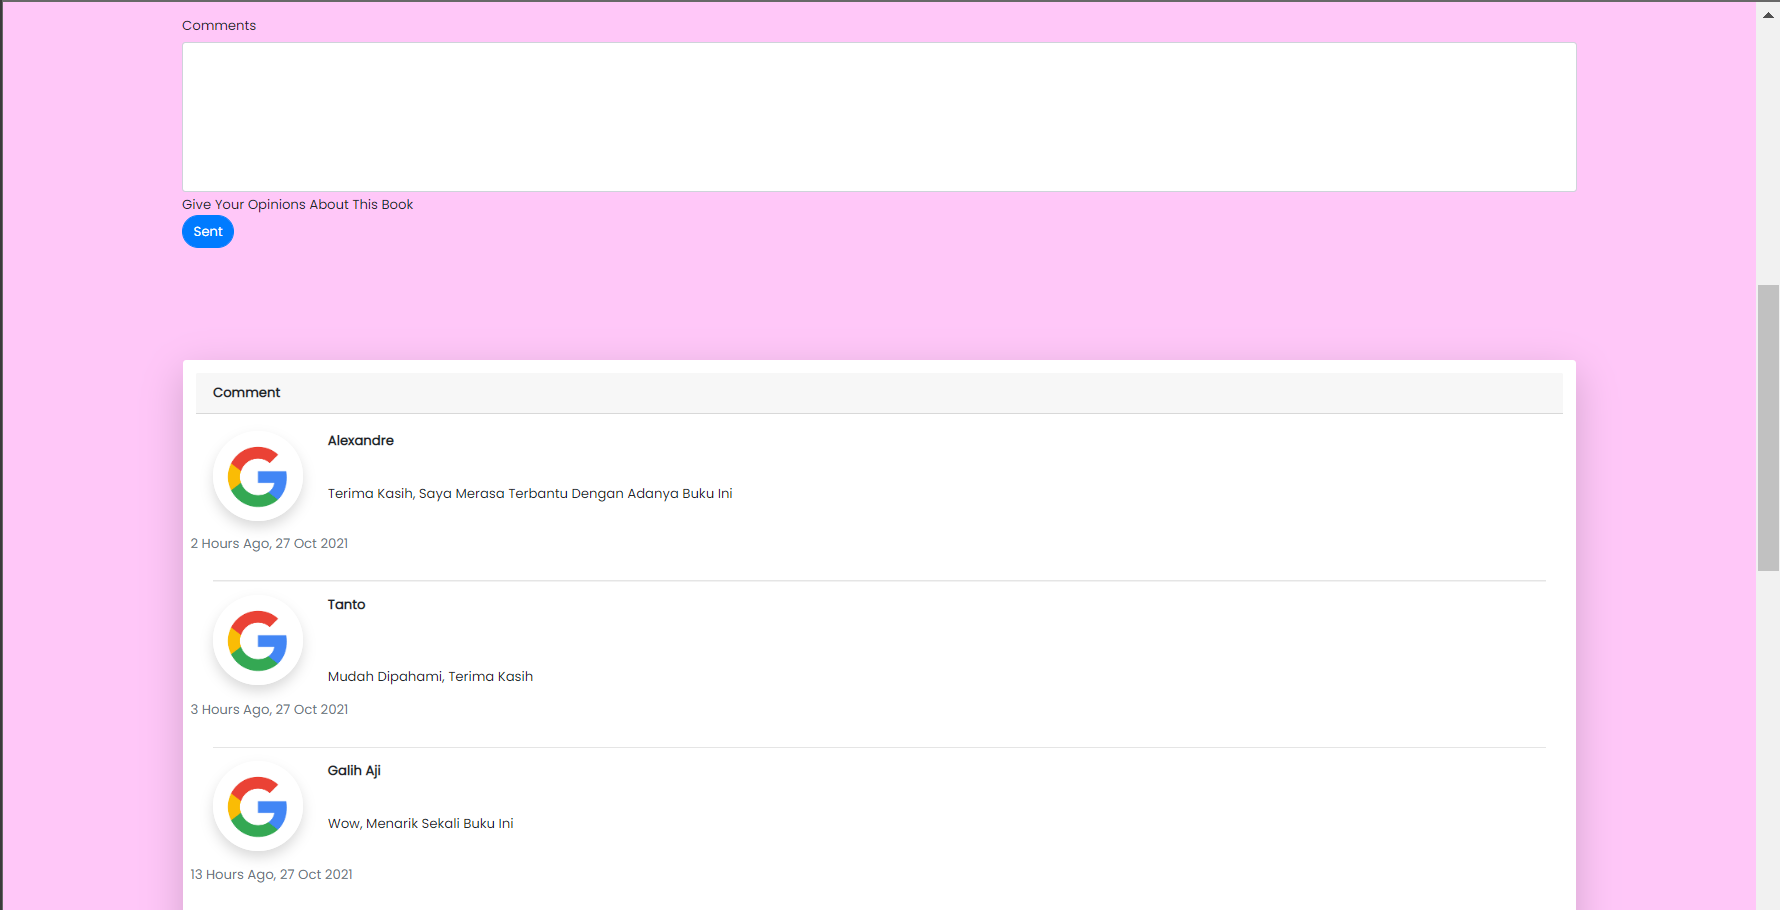 Comments
Give Your Opinions About This Book
Sent
Comment
Alexandre
Terima Kasih, Saya Merasa Terbantu Dengan Adanya Buku Ini
2 Hours Ago, 27 Oct 2021
Tanto
Mudah Dipahami, Terima Kasih
3 Hours Ago, 27 Oct 2021
Galih Aji
Wow, Menarik Sekali Buku Ini
13 Hours Ago, 27 Oct 2021